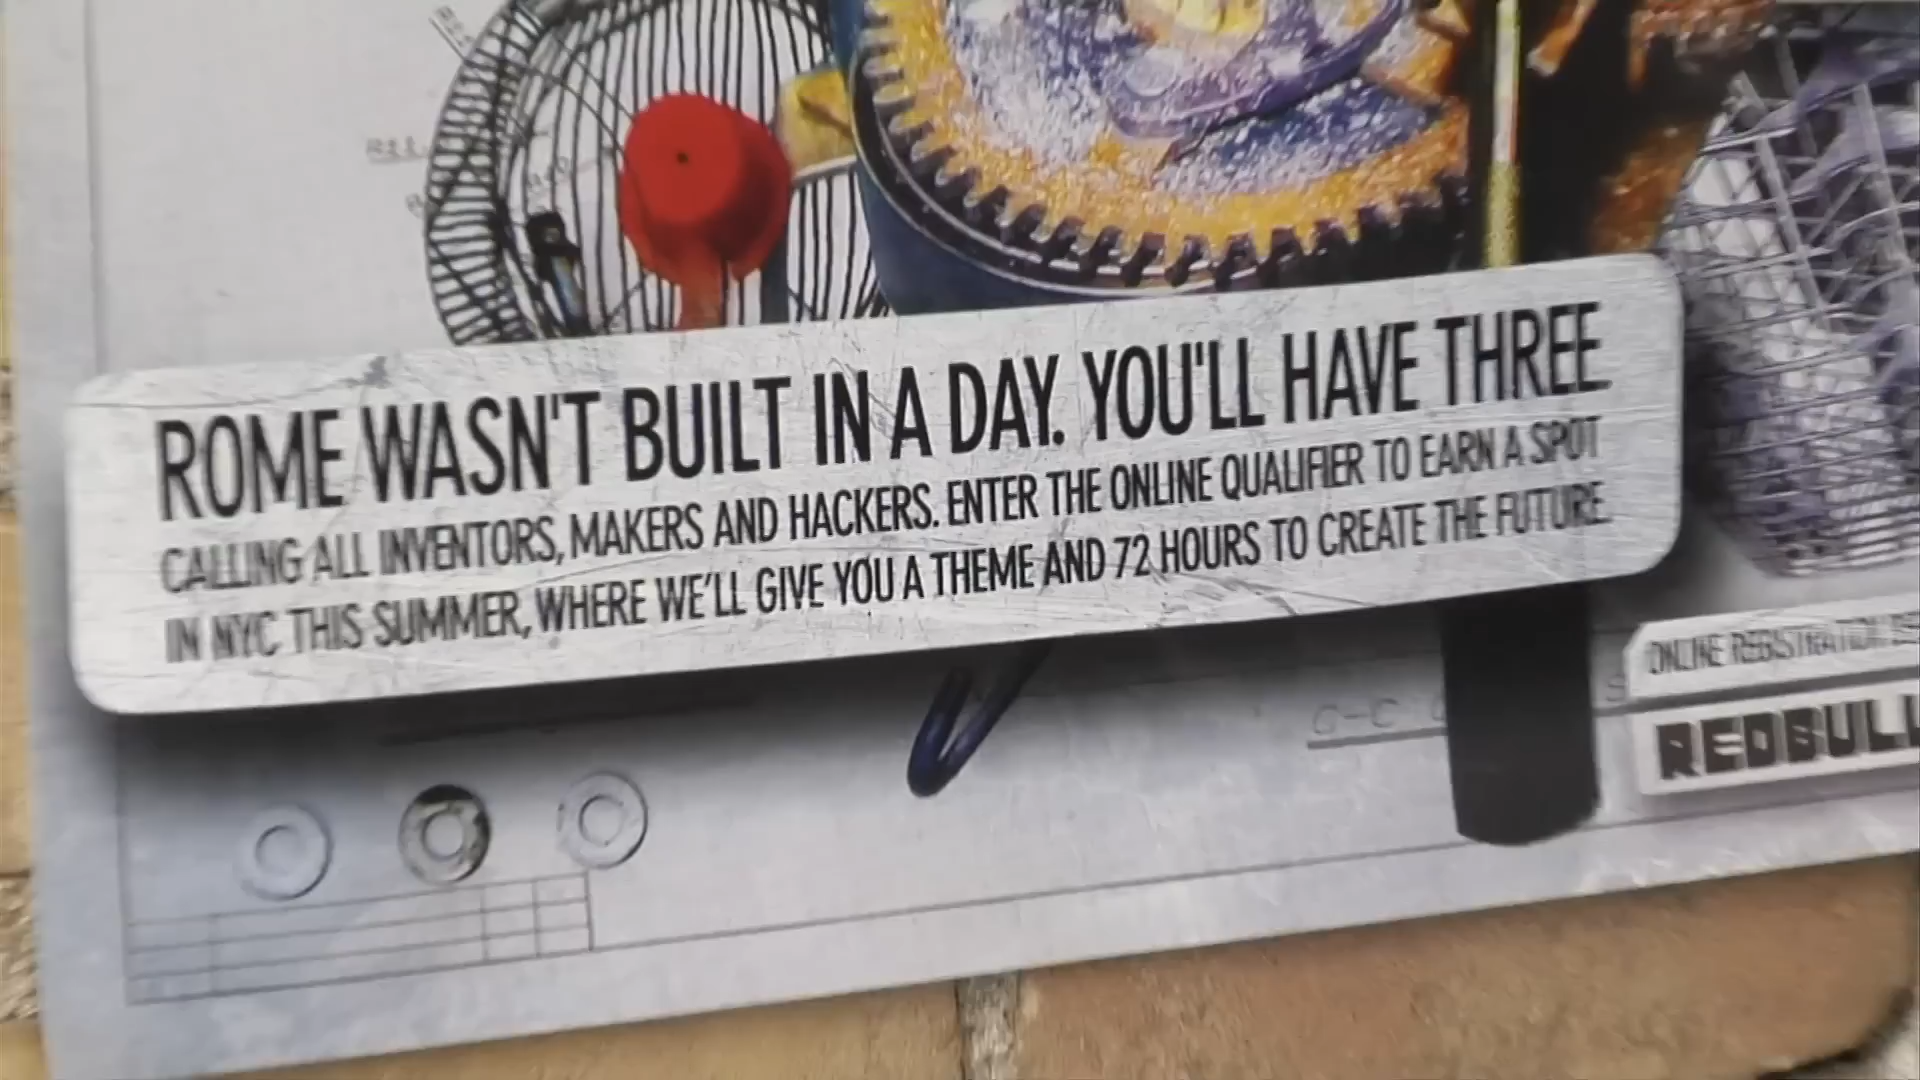 ROME WASN'T BUILT IN A DAY. YOU'LL HAVE THREE
CALLING ALL INVENTORS, MAKERS AND HACKERS. ENTER THE ONLINE QUALIFIER TO EARN A SPOT
IN NYC THIS SUMMER, WHERE WE'LL GIVE YOU A THEME AND 72 HOURS TO CREATE THE FUTURE.
G-C
ONLINE REGISTRATION
REDBULL